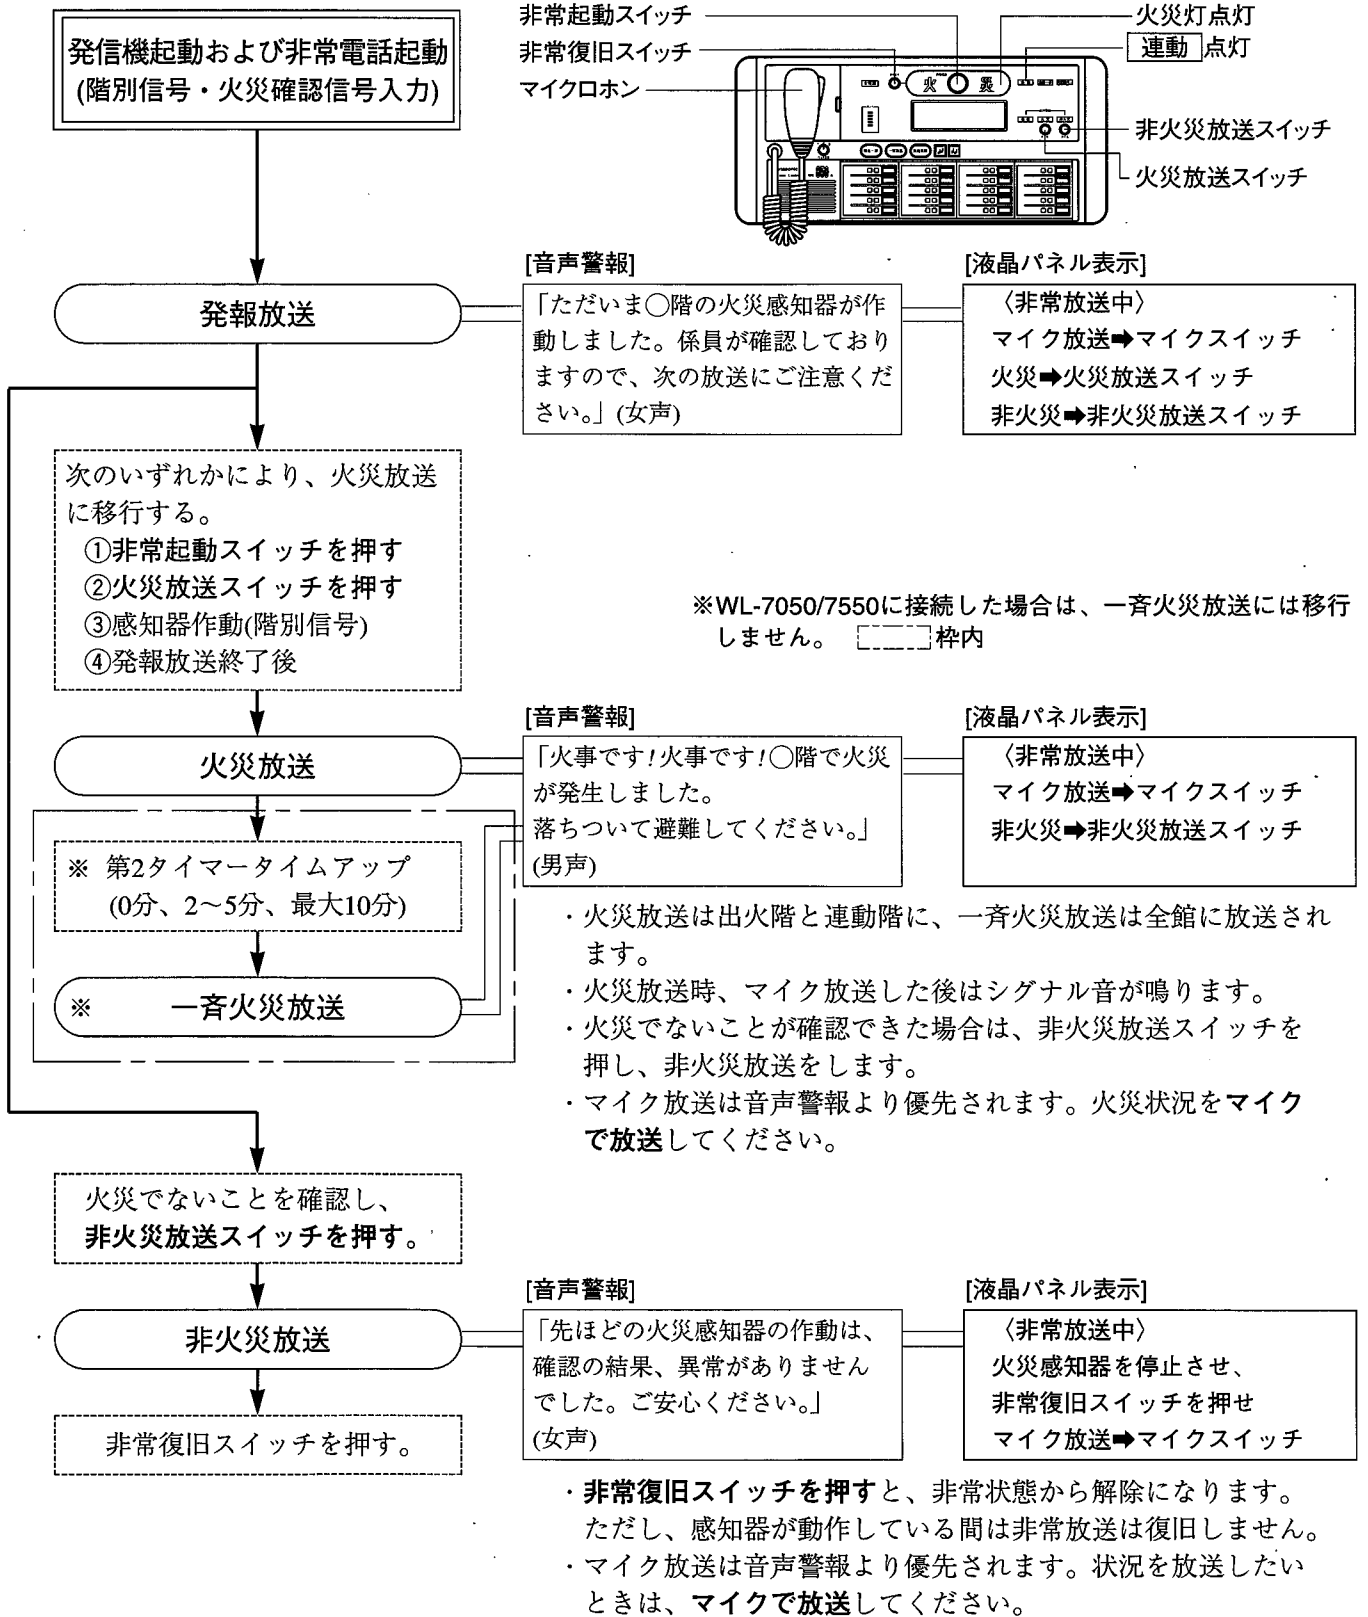 発信機起動および非常電話起動
(階別信号・火災確認信号入力)
非常起動スイッチ
非常復旧スイッチ
マイクロホン
火災灯点灯
連動 点灯
非火災放送スイッチ
火災放送スイッチ
火 災
発報放送
[音声警報]
「ただいま◯階の火災感知器が作
動しました。係員が確認しており
ますので、次の放送にご注意くだ
さい。」(女声)
[液晶パネル表示]
〈非常放送中〉
マイク放送➡マイクスイッチ
火災➡火災放送スイッチ
非火災➡非火災放送スイッチ
次のいずれかにより、火災放送
に移行する。
①非常起動スイッチを押す
②火災放送スイッチを押す
③感知器作動(階別信号)
④発報放送終了後
※WL-7050/7550に接続した場合は、一斉火災放送には移行
しません。 枠内
火災放送
[音声警報]
「火事です!火事です!◯階で火災
が発生しました。
落ちついて避難してください。」
(男声)
[液晶パネル表示]
〈非常放送中〉
マイク放送➡マイクスイッチ
非火災➡非火災放送スイッチ
※ 第2タイマータイムアップ
(0分、2〜5分、最大10分)
※ 一斉火災放送
・火災放送は出火階と連動階に、一斉火災放送は全館に放送され
ます。
・火災放送時、マイク放送した後はシグナル音が鳴ります。
・火災でないことが確認できた場合は、非火災放送スイッチを
押し、非火災放送をします。
・マイク放送は音声警報より優先されます。火災状況をマイク
で放送してください。
火災でないことを確認し、
非火災放送スイッチを押す。
非火災放送
[音声警報]
「先ほどの火災感知器の作動は、
確認の結果、異常がありません
でした。ご安心ください。」
(女声)
[液晶パネル表示]
〈非常放送中〉
火災感知器を停止させ、
非常復旧スイッチを押せ
マイク放送➡マイクスイッチ
非常復旧スイッチを押す。
・非常復旧スイッチを押すと、非常状態から解除になります。
ただし、感知器が動作している間は非常放送は復旧しません。
・マイク放送は音声警報より優先されます。状況を放送したい
ときは、マイクで放送してください。